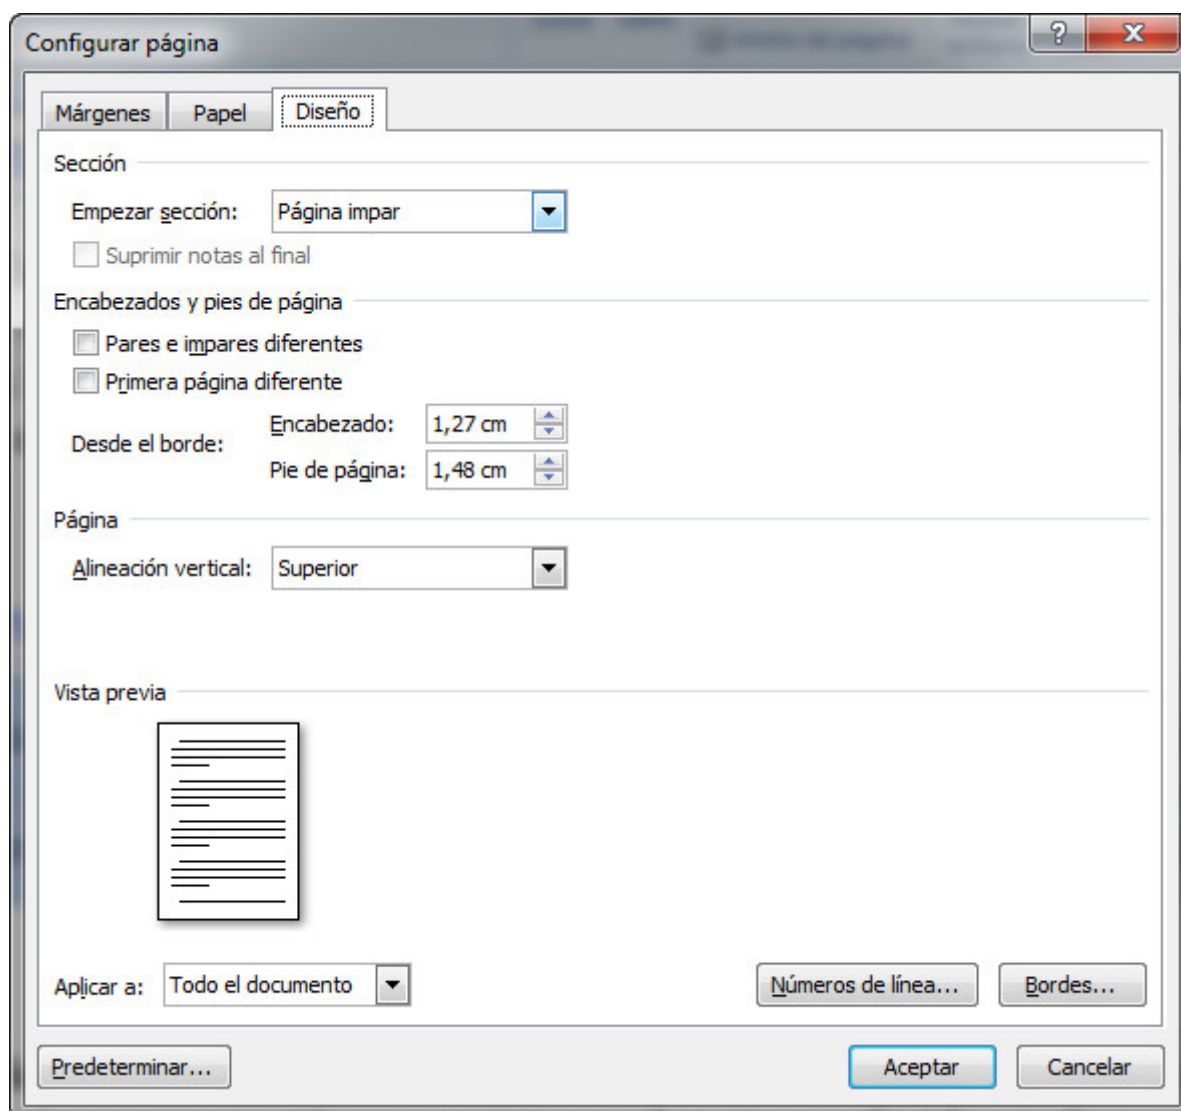 Configurar página
? X
Márgenes Papel Diseño
Sección
Empezar sección: Página impar
Suprimir notas al final
Encabezados y pies de página
Pares e impares diferentes
Primera página diferente
Desde el borde:
Encabezado: 1,27 cm
Pie de página: 1,48 cm
Página
Alineación vertical: Superior
Vista previa
Aplicar a: Todo el documento
Números de línea... Bordes...
Predeterminar... Aceptar Cancelar